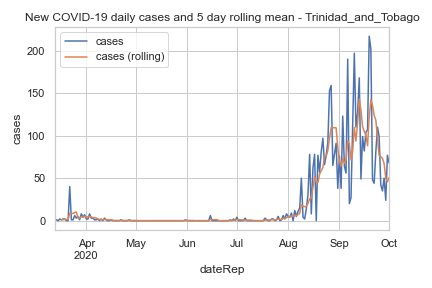 New COVID-19 daily cases and 5 day rolling mean - Trinidad_and_Tobago
cases
cases (rolling)
200
150
100
50
0
cases
Apr
2020
May
Jun
Jul
Aug
Sep
Oct
dateRep